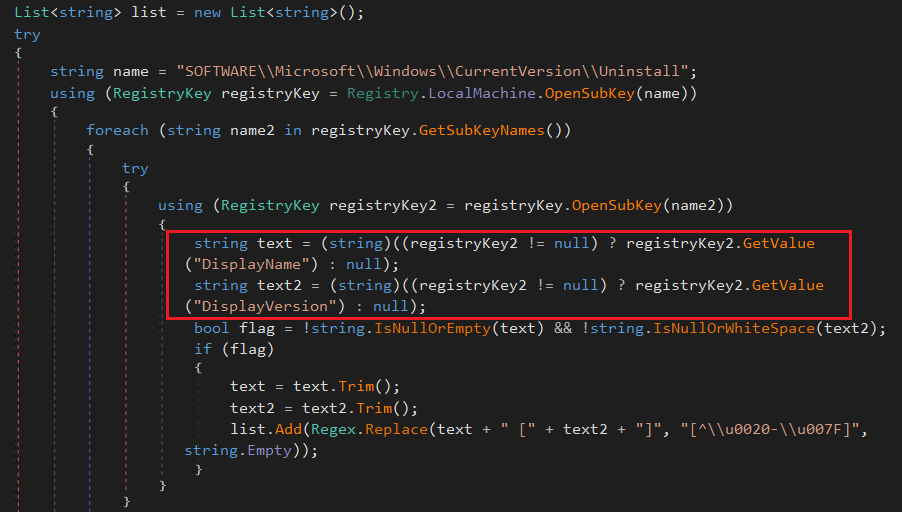 List<string> list = new List<string>();
try
{
string name = "SOFTWARE\\Microsoft\\Windows\\CurrentVersion\\Uninstall";
using (RegistryKey registryKey = Registry.LocalMachine.OpenSubKey(name))
{
foreach (string name2 in registryKey.GetSubKeyNames())
{
try
{
using (RegistryKey registryKey2 = registryKey.OpenSubKey(name2))
{
string text = (string)((registryKey2 != null) ? registryKey2.GetValue
("DisplayName") : null);
string text2 = (string)((registryKey2 != null) ? registryKey2.GetValue
("DisplayVersion") : null);
bool flag = !string.IsNullOrEmpty(text) && !string.IsNullOrWhiteSpace(text2);
if (flag)
{
text = text.Trim();
text2 = text2.Trim();
list.Add(Regex.Replace(text + " [" + text2 + "]", "[^\\u0020-\\u007F]",
string.Empty));
}
}
}